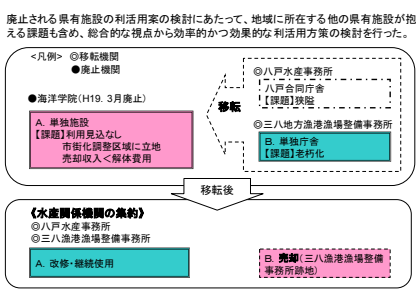 廃止される県有施設の利活用案の検討にあたって、地域に所在する他の県有施設が抱
える課題も含め、総合的な視点から効率的かつ効果的な利活用方策の検討を行った。
<凡例> ◎移転機関
●廃止機関
●海洋学院(H19. 3月廃止)
A. 単独施設
【課題】利用見込なし
市街化調整区域に立地
売却収入<解体費用
移転
◎八戸水産事務所
八戸合同庁舎
【課題】狭隘
◎三八地方漁港漁場整備事務所
B. 単独庁舎
【課題】老朽化
移転後
《水産関係機関の集約》
◎八戸水産事務所
◎三八漁港漁場整備事務所
A. 改修・継続使用
B. 売却(三八漁港漁場整備
事務所跡地)